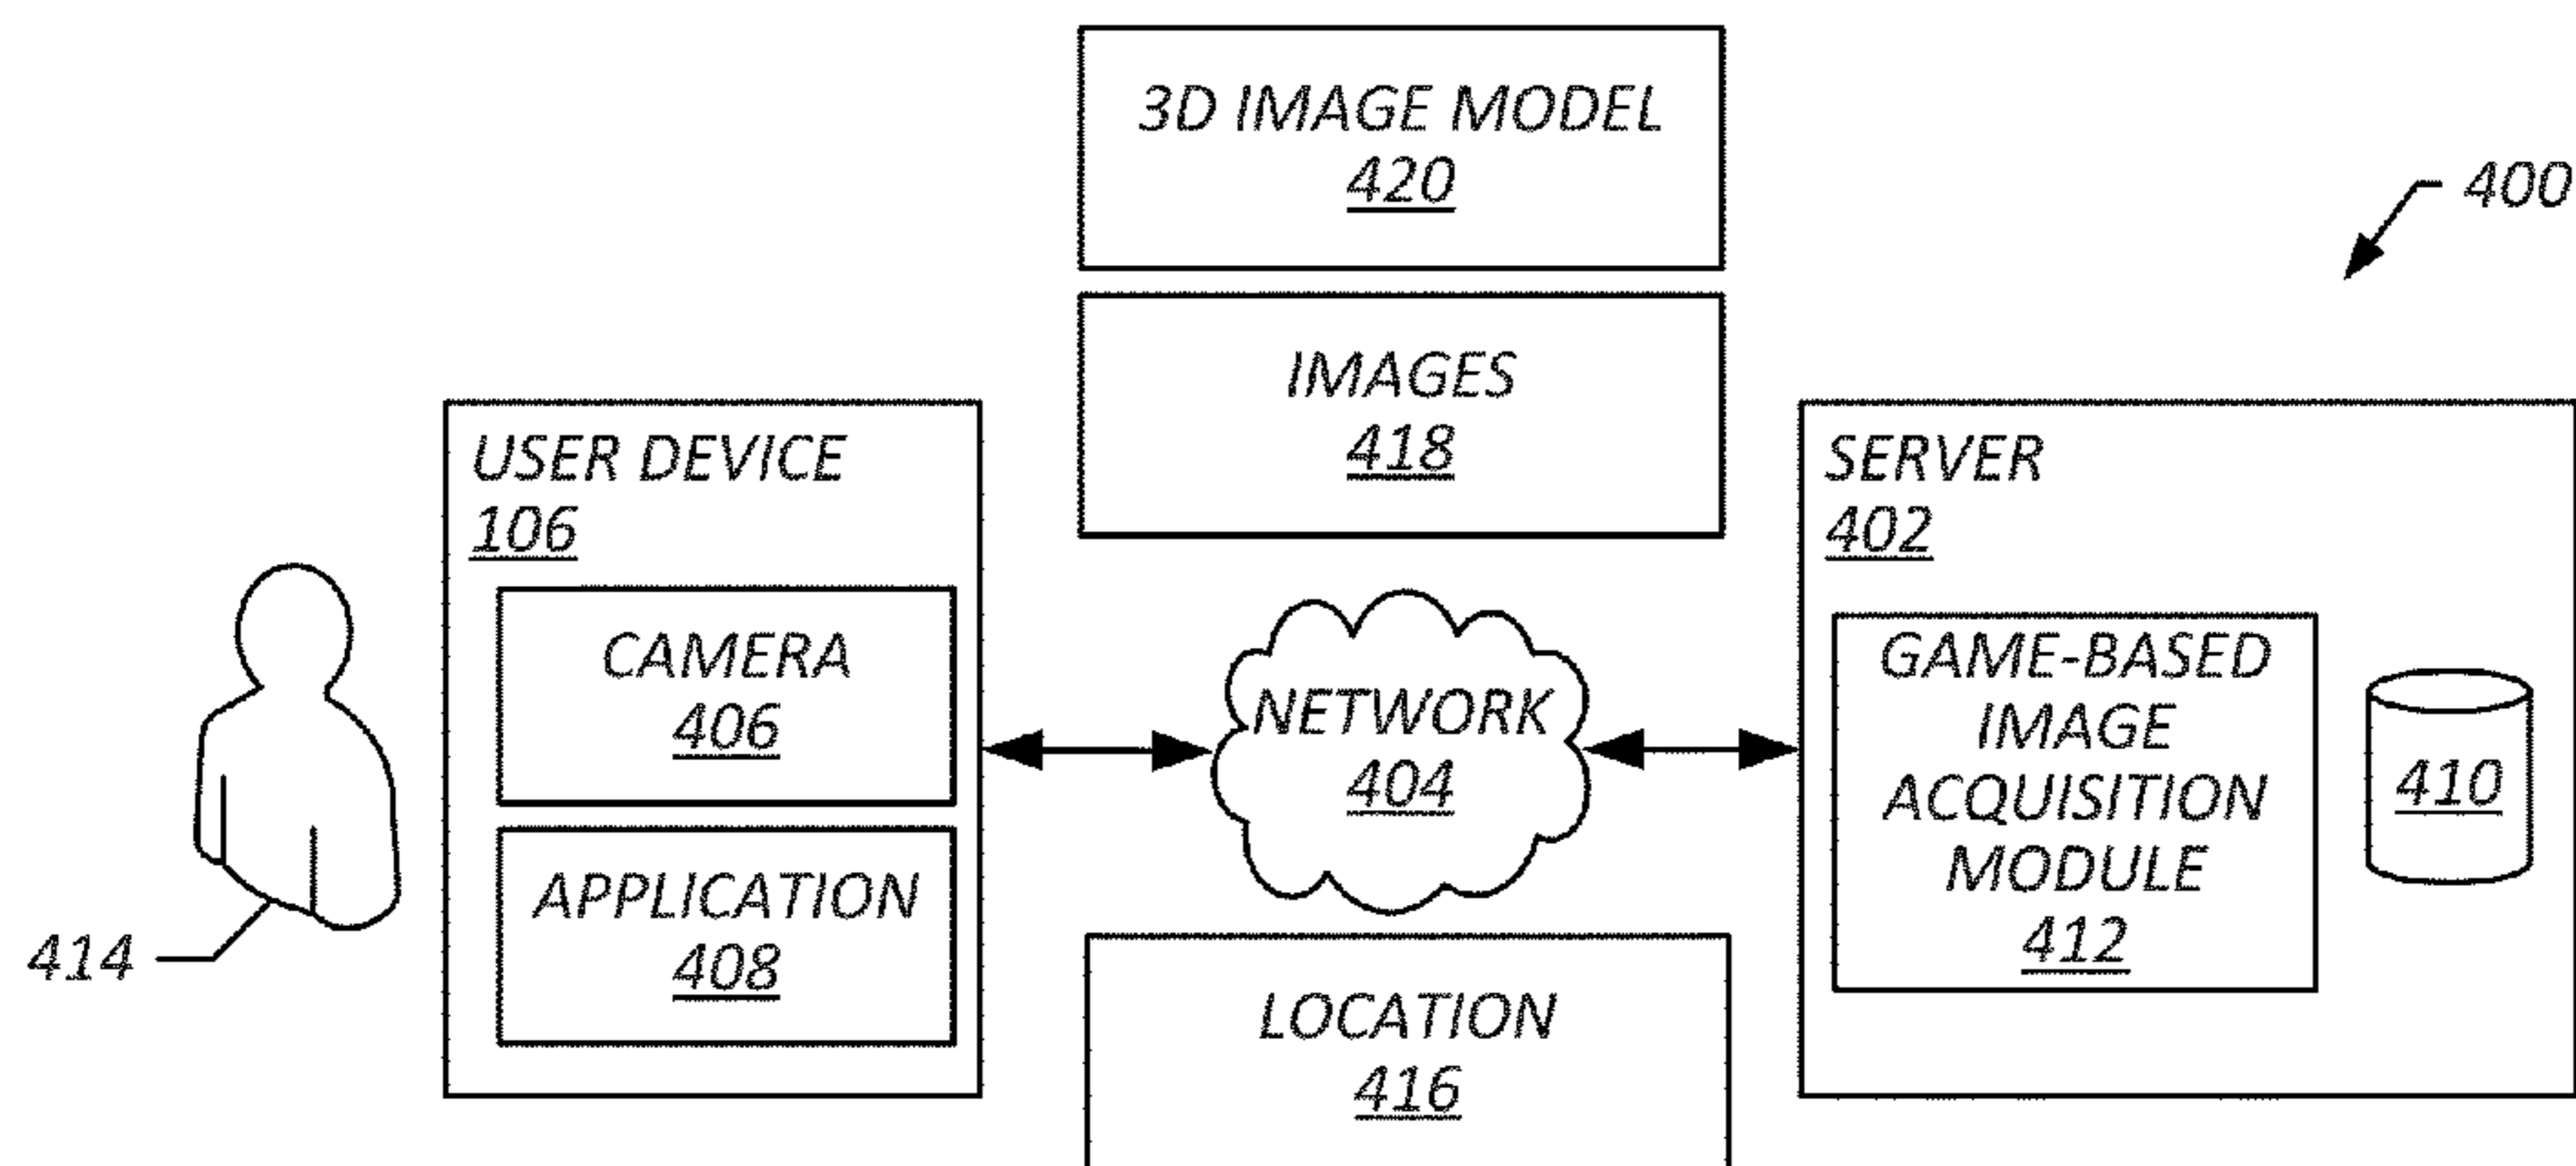 3D IMAGE MODEL
420
400
IMAGES
418
USER DEVICE
106
CAMERA
406
APPLICATION
408
414
NETWORK
404
LOCATION
416
SERVER
402
GAME-BASED
IMAGE
ACQUISITION
MODULE
412
410